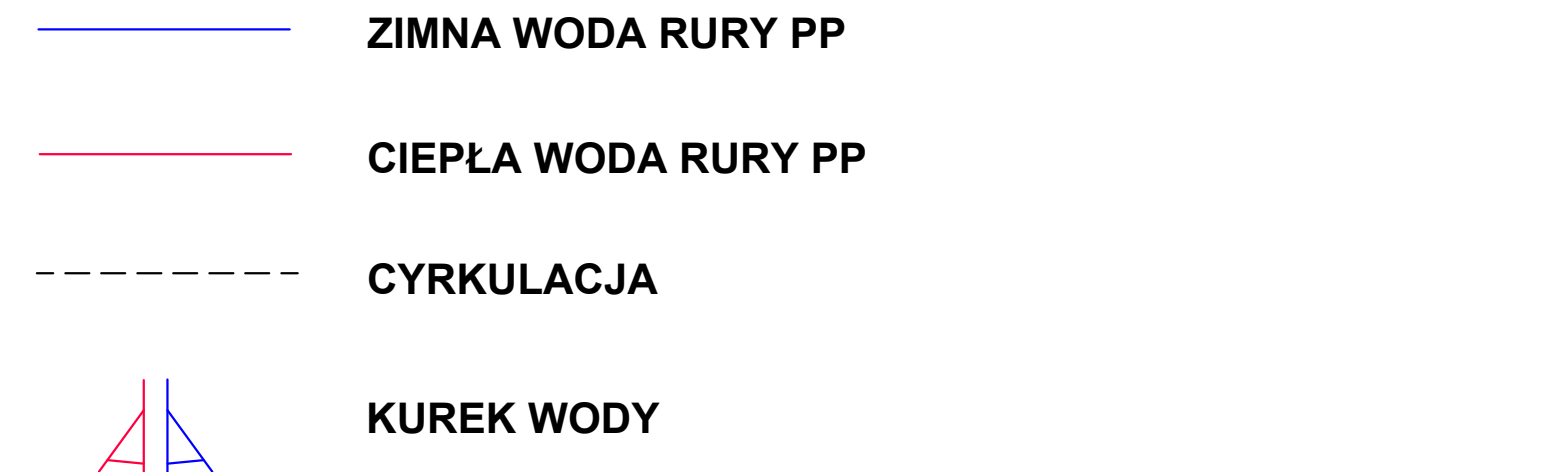 ZIMNA WODA RURY PP
CIEPŁA WODA RURY PP
CYRKULACJA
KUREK WODY